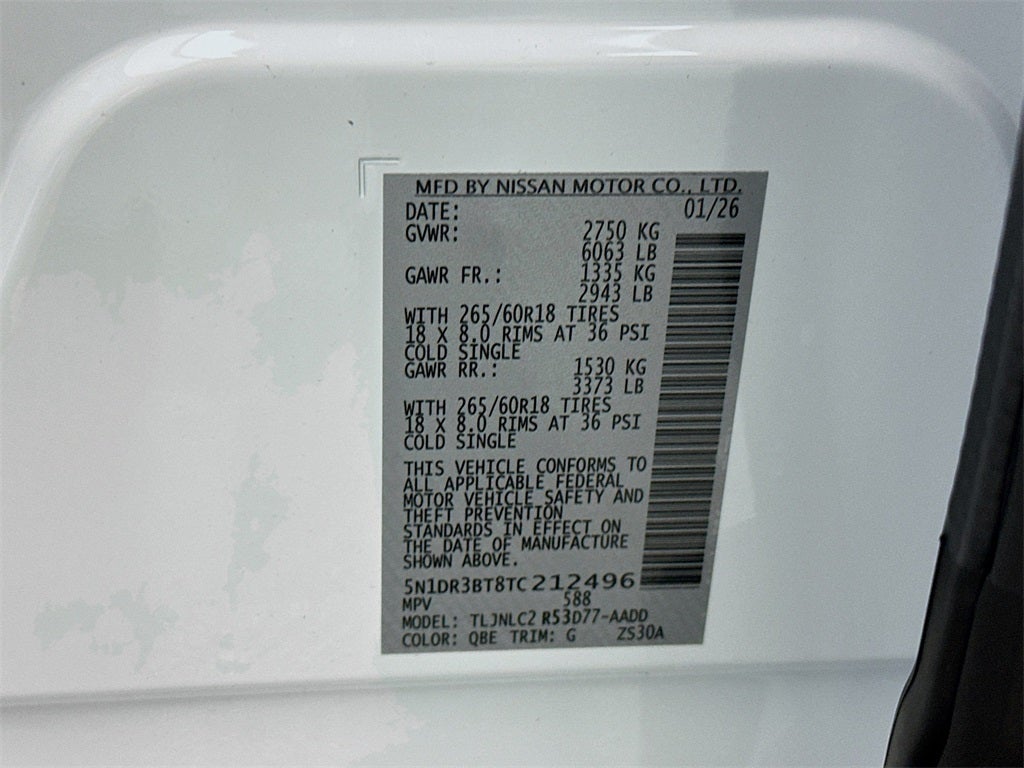 MFD BY NISSAN MOTOR CO., LTD.
DATE: 01/26
GVWR: 2750 KG
6063 LB
GAWR FR.: 1335 KG
2943 LB
WITH 265/60R18 TIRES
18 X 8.0 RIMS AT 36 PSI
COLD SINGLE
GAWR RR.: 1530 KG
3373 LB
WITH 265/60R18 TIRES
18 X 8.0 RIMS AT 36 PSI
COLD SINGLE
THIS VEHICLE CONFORMS TO
ALL APPLICABLE FEDERAL
MOTOR VEHICLE SAFETY AND
THEFT PREVENTION
STANDARDS IN EFFECT ON
THE DATE OF MANUFACTURE
SHOWN ABOVE.
5N1DR3BT8TC212496
MPV 588
MODEL: TLJNLC2 R53D77-AADD
COLOR: QBE TRIM: G ZS30A